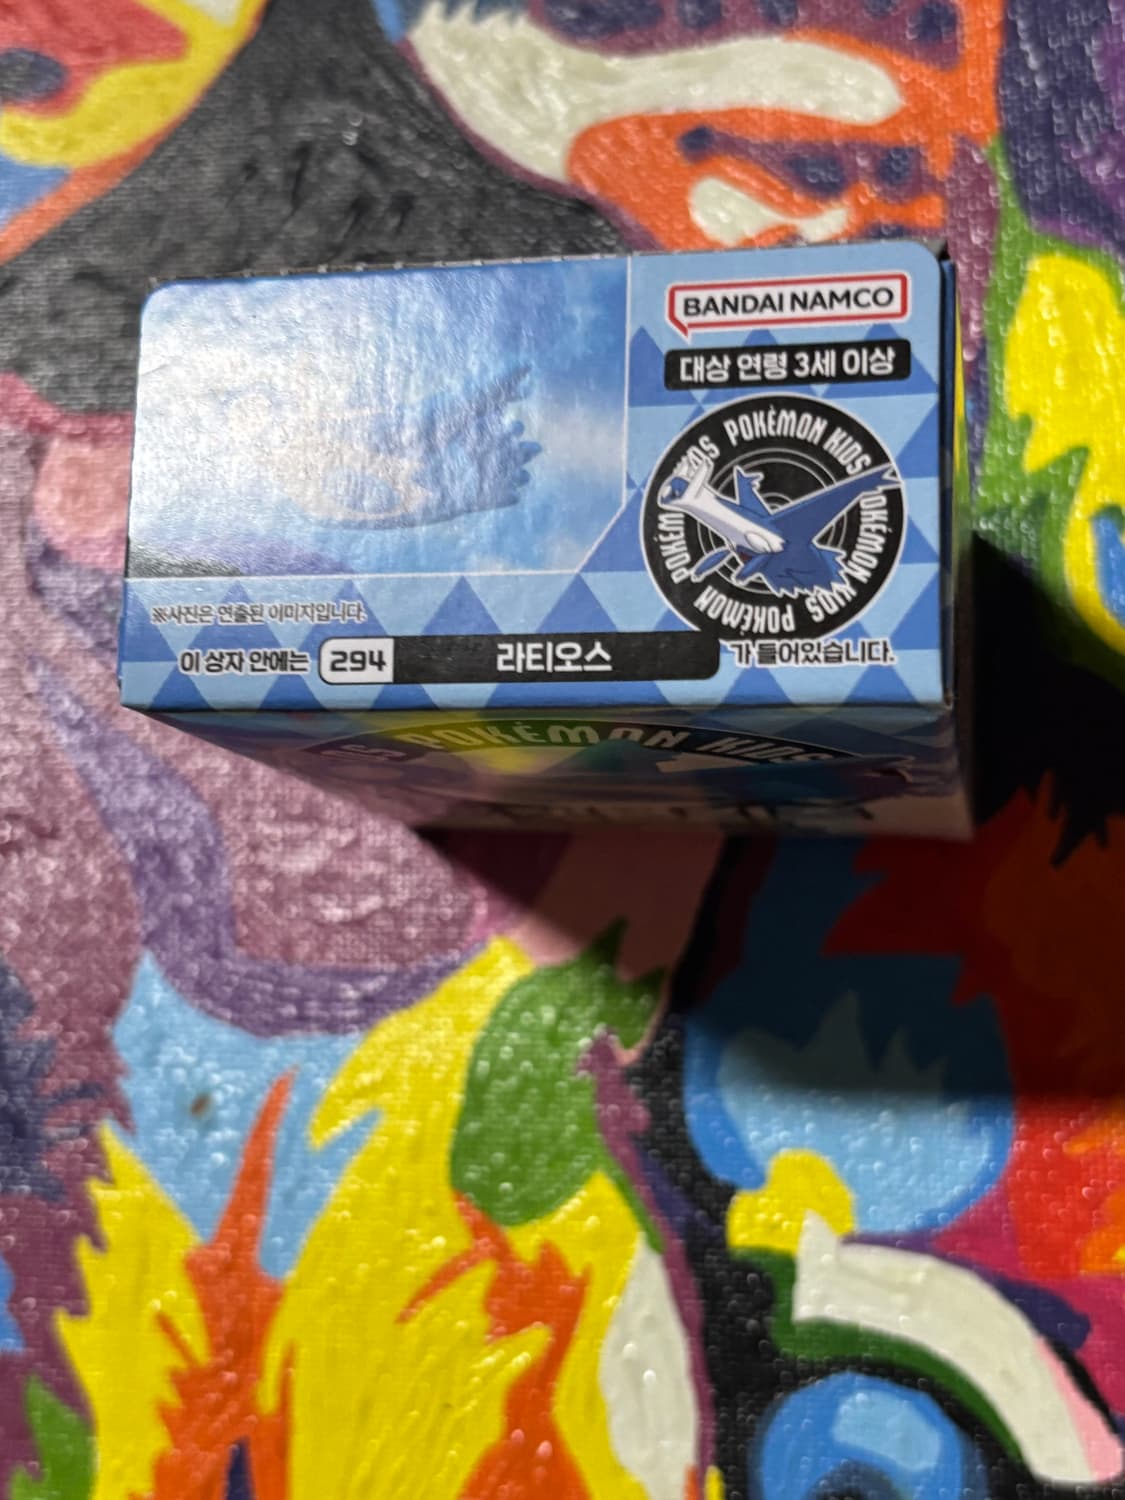 BANDAI NAMCO
대상 연령 3세 이상
POKÉMON KIDS POKÉMON KIDS POKÉMON POKÉMON KIDS
※사진은 연출된 이미지입니다.
이 상자 안에는 294 라티오스 가 들어있습니다.
POKÉMON KIDS